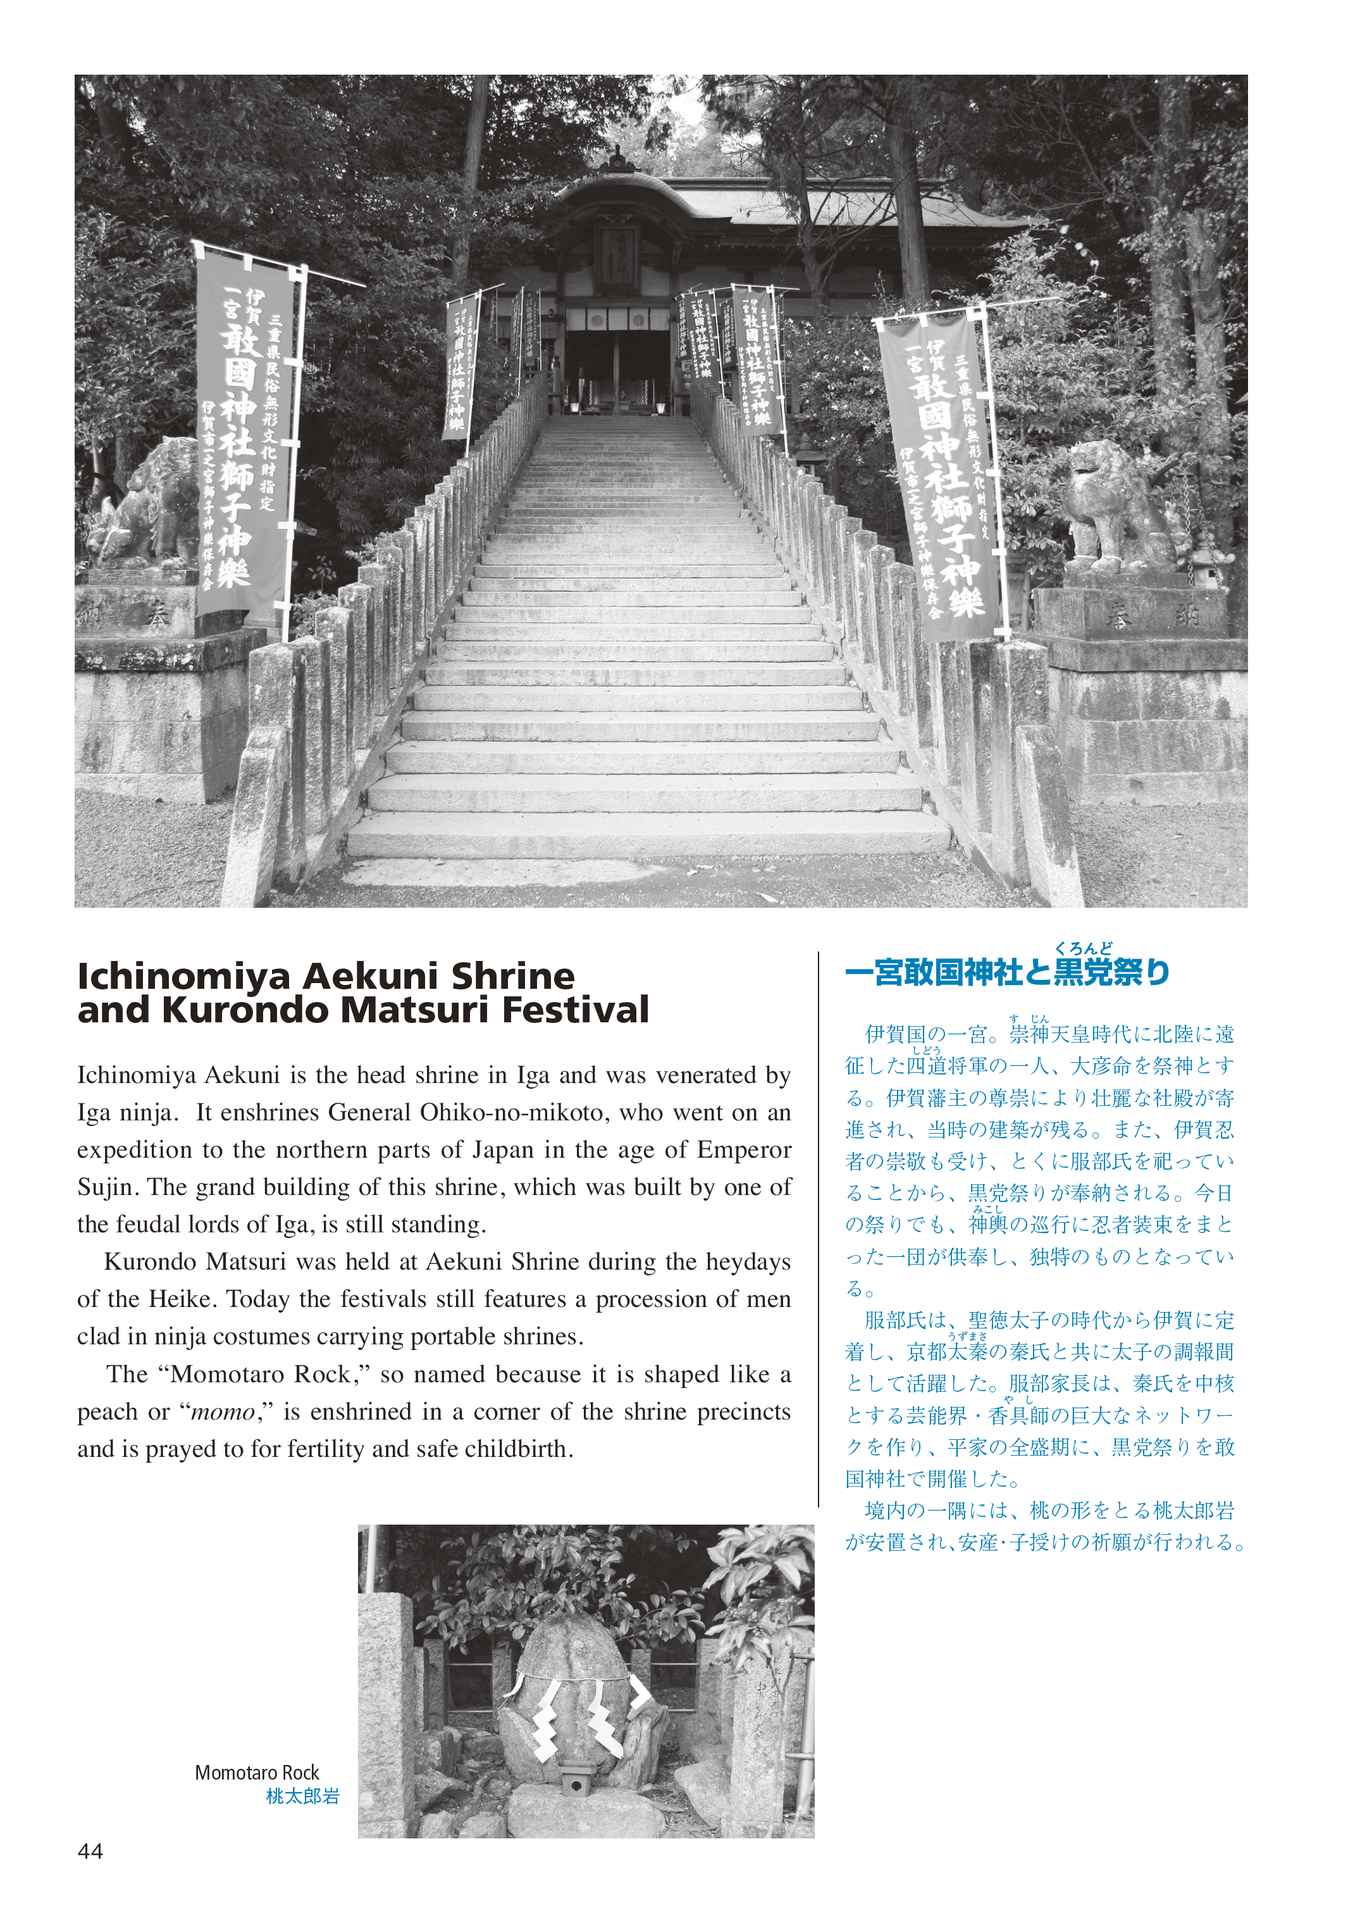 伊賀
一宮 敢國神社獅子神樂
三重県民俗無形文化財指定
伊賀市一之宮獅子神樂保存会
伊賀
一宮 敢國神社獅子神樂
三重県民俗無形文化財指定
伊賀市一之宮獅子神樂保存会
奉納
奉納
Ichinomiya Aekuni Shrine
and Kurondo Matsuri Festival
Ichinomiya Aekuni is the head shrine in Iga and was venerated by
Iga ninja. It enshrines General Ohiko-no-mikoto, who went on an
expedition to the northern parts of Japan in the age of Emperor
Sujin. The grand building of this shrine, which was built by one of
the feudal lords of Iga, is still standing.
Kurondo Matsuri was held at Aekuni Shrine during the heydays
of the Heike. Today the festivals still features a procession of men
clad in ninja costumes carrying portable shrines.
The “Momotaro Rock,” so named because it is shaped like a
peach or “momo,” is enshrined in a corner of the shrine precincts
and is prayed to for fertility and safe childbirth.
くろんど
一宮敢国神社と黒党祭り
す じん
伊賀国の一宮。崇神天皇時代に北陸に遠
しどう
征した四道将軍の一人、大彦命を祭神とす
る。伊賀藩主の尊崇により壮麗な社殿が寄
進され、当時の建築が残る。また、伊賀忍
者の崇敬も受け、とくに服部氏を祀ってい
ることから、黒党祭りが奉納される。今日
みこし
の祭りでも、神輿の巡行に忍者装束をまと
った一団が供奉し、独特のものとなってい
る。
服部氏は、聖徳太子の時代から伊賀に定
うずまさ
着し、京都太秦の秦氏と共に太子の調報間
として活躍した。服部家長は、秦氏を中核
や し
とする芸能界・香具師の巨大なネットワー
クを作り、平家の全盛期に、黒党祭りを敢
国神社で開催した。
境内の一隅には、桃の形をとる桃太郎岩
が安置され、安産・子授けの祈願が行われる。
Momotaro Rock
桃太郎岩
44